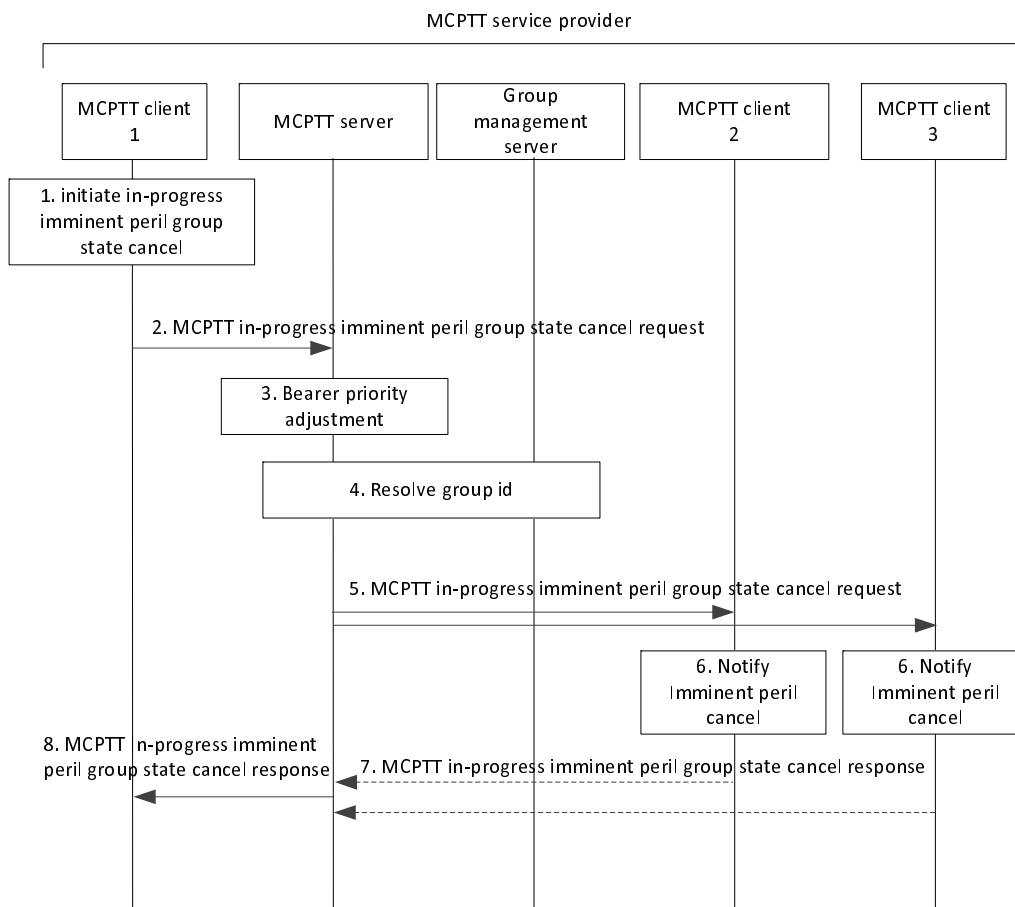 MCPTT service provider
MCPTT client
1
MCPTT server
Group
management
server
MCPTT client
2
MCPTT client
3
1. initiate in-progress
imminent peril group
state cancel
2. MCPTT in-progress imminent peril group state cancel request
3. Bearer priority
adjustment
4. Resolve group id
5. MCPTT in-progress imminent peril group state cancel request
6. Notify
Imminent peril
cancel
6. Notify
Imminent peril
cancel
8. MCPTT in-progress imminent
peril group state cancel response
7. MCPTT in-progress imminent peril group state cancel response